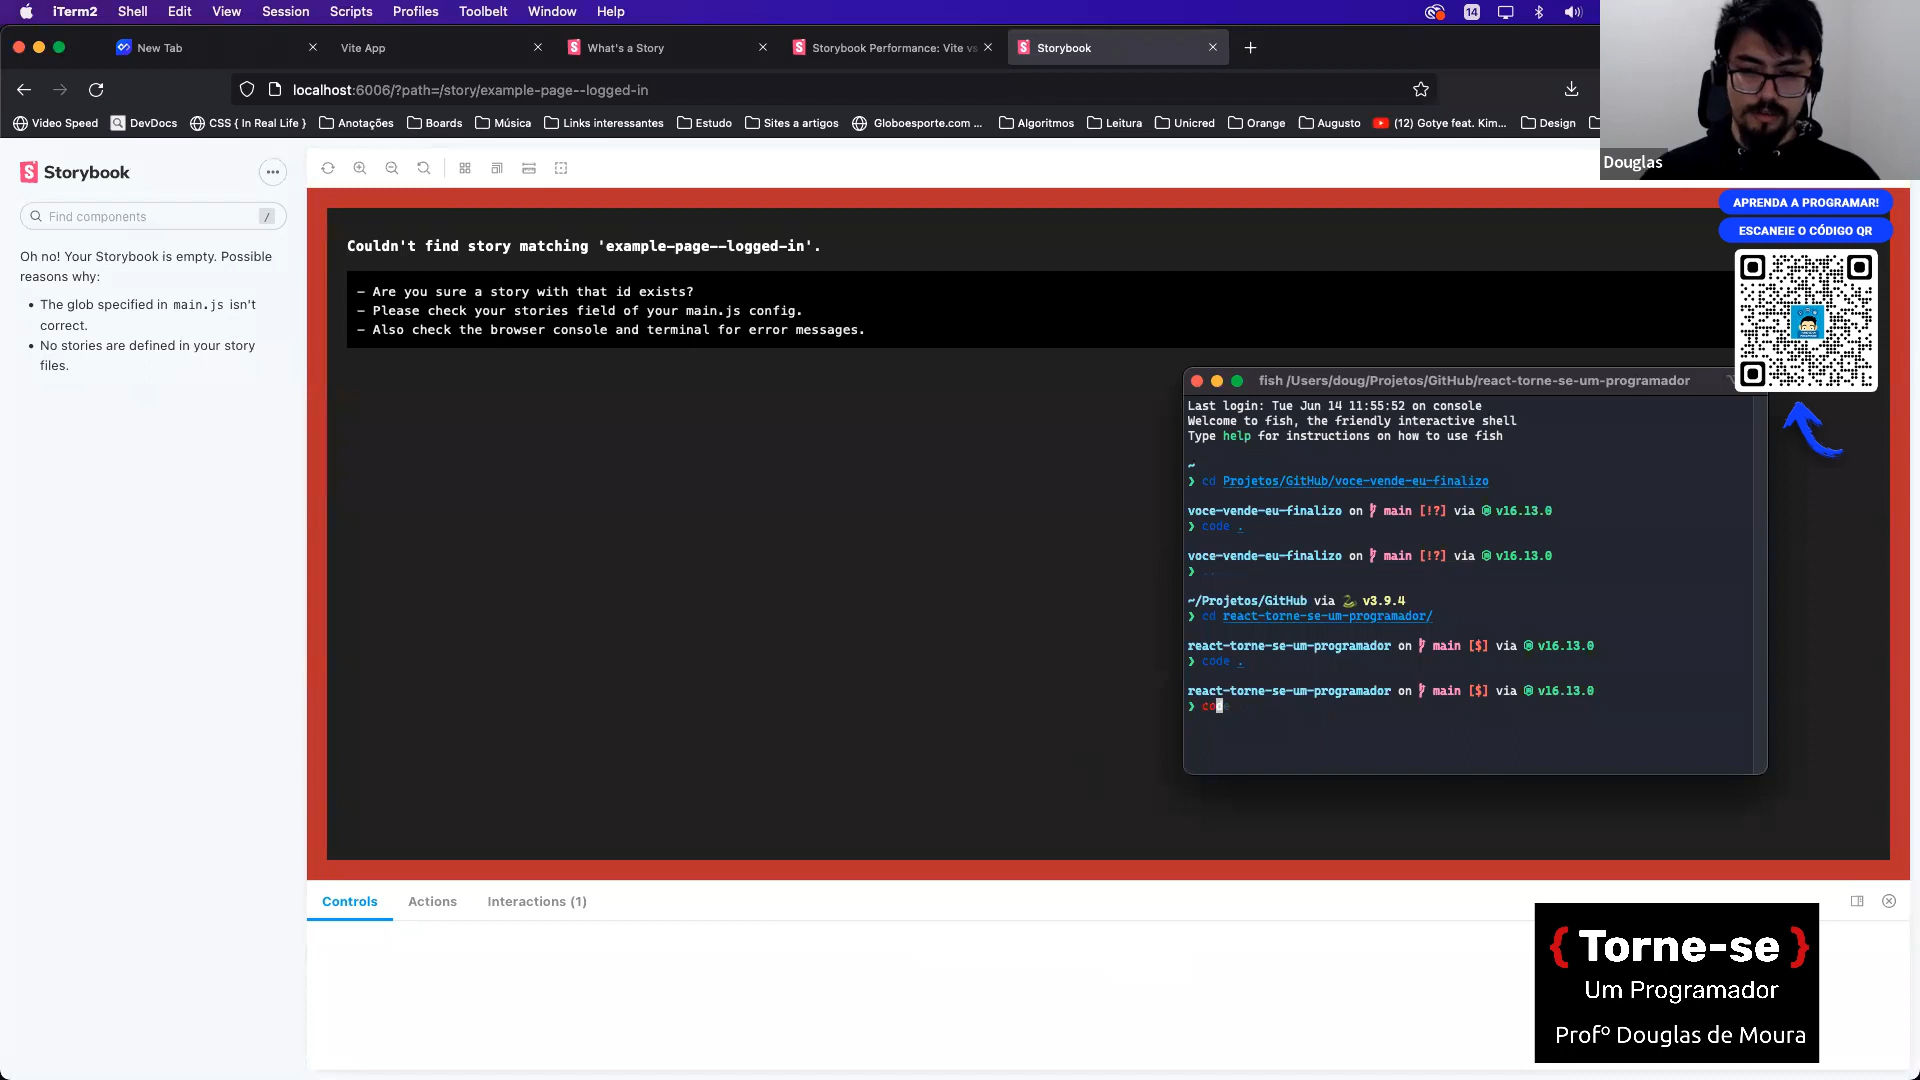 iTerm2 Shell Edit View Session Scripts Profiles Toolbelt Window Help
14
New Tab
Vite App
What's a Story
Storybook Performance: Vite vs
Storybook
localhost:6006/?path=/story/example-page--logged-in
Video Speed DevDocs CSS { In Real Life } Anotações Boards Música Links interessantes Estudo Sites a artigos Globoesporte.com ... Algoritmos Leitura Unicred Orange Augusto (12) Gotye feat. Kim... Design
Douglas
Storybook
Find components /
Oh no! Your Storybook is empty. Possible
reasons why:
• The glob specified in main.js isn't
correct.
• No stories are defined in your story
files.
Couldn't find story matching 'example-page--logged-in'.
– Are you sure a story with that id exists?
– Please check your stories field of your main.js config.
– Also check the browser console and terminal for error messages.
APRENDA A PROGRAMAR!
ESCANEIE O CÓDIGO QR
fish /Users/doug/Projetos/GitHub/react-torne-se-um-programador
Last login: Tue Jun 14 11:55:52 on console
Welcome to fish, the friendly interactive shell
Type help for instructions on how to use fish
~
❯ cd Projetos/GitHub/voce-vende-eu-finalizo
voce-vende-eu-finalizo on main [!?] via v16.13.0
❯ code .
voce-vende-eu-finalizo on main [!?] via v16.13.0
❯ ..
~/Projetos/GitHub via v3.9.4
❯ cd react-torne-se-um-programador/
react-torne-se-um-programador on main [$] via v16.13.0
❯ code .
react-torne-se-um-programador on main [$] via v16.13.0
❯ code
Controls Actions Interactions (1)
{ Torne-se }
Um Programador
Profº Douglas de Moura